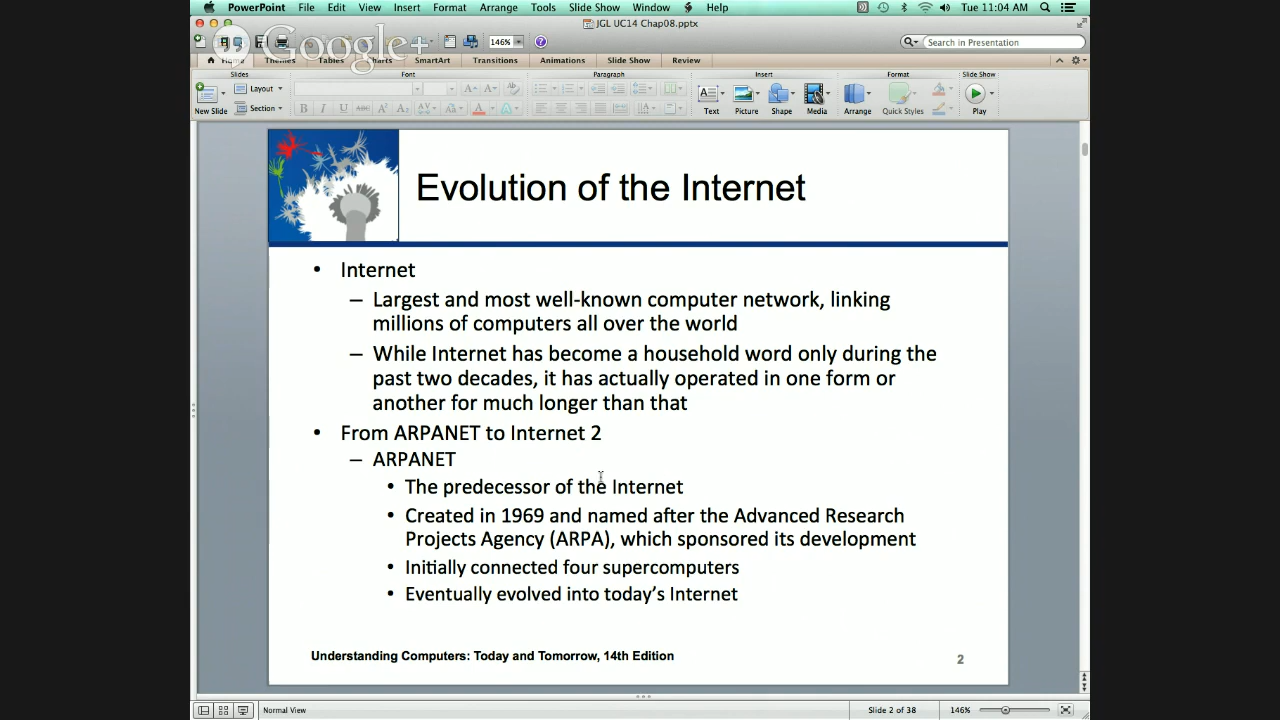 PowerPoint File Edit View Insert Format Arrange Tools Slide Show Window Help Tue 11:04 AM
JGL UC14 Chap08.pptx
Google+
146% Search in Presentation
Home Themes Tables Charts SmartArt Transitions Animations Slide Show Review
Slides Font Paragraph Insert Format Slide Show
Layout
Section
New Slide Text Picture Shape Media Arrange Quick Styles Play
Evolution of the Internet
• Internet
– Largest and most well-known computer network, linking
millions of computers all over the world
– While Internet has become a household word only during the
past two decades, it has actually operated in one form or
another for much longer than that
• From ARPANET to Internet 2
– ARPANET
• The predecessor of the Internet
• Created in 1969 and named after the Advanced Research
Projects Agency (ARPA), which sponsored its development
• Initially connected four supercomputers
• Eventually evolved into today's Internet
Understanding Computers: Today and Tomorrow, 14th Edition 2
Normal View Slide 2 of 38 146%